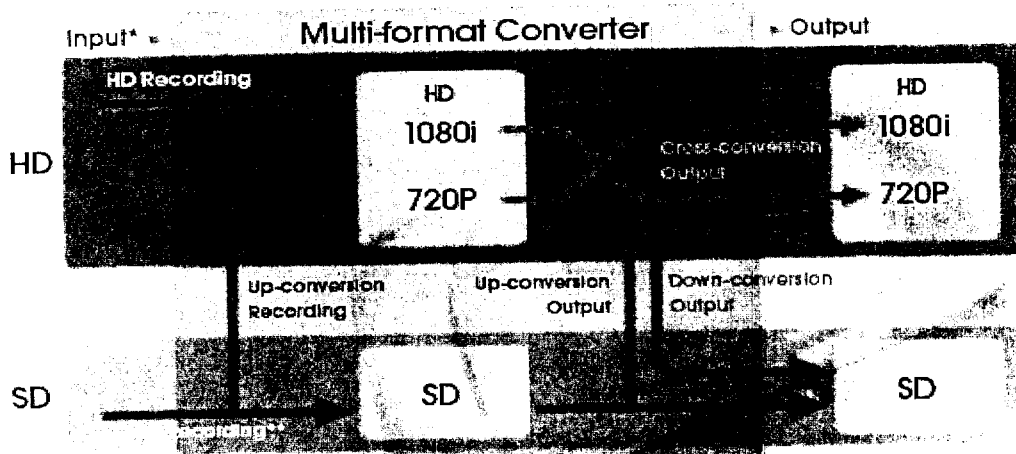 Input* Multi-format Converter Output
HD Recording
HD
HD
HD
1080i
1080i
Cross-conversion
Output
720P
720P
Up-conversion
Recording
Up-conversion
Output
Down-conversion
Output
SD
SD
SD
Recording**